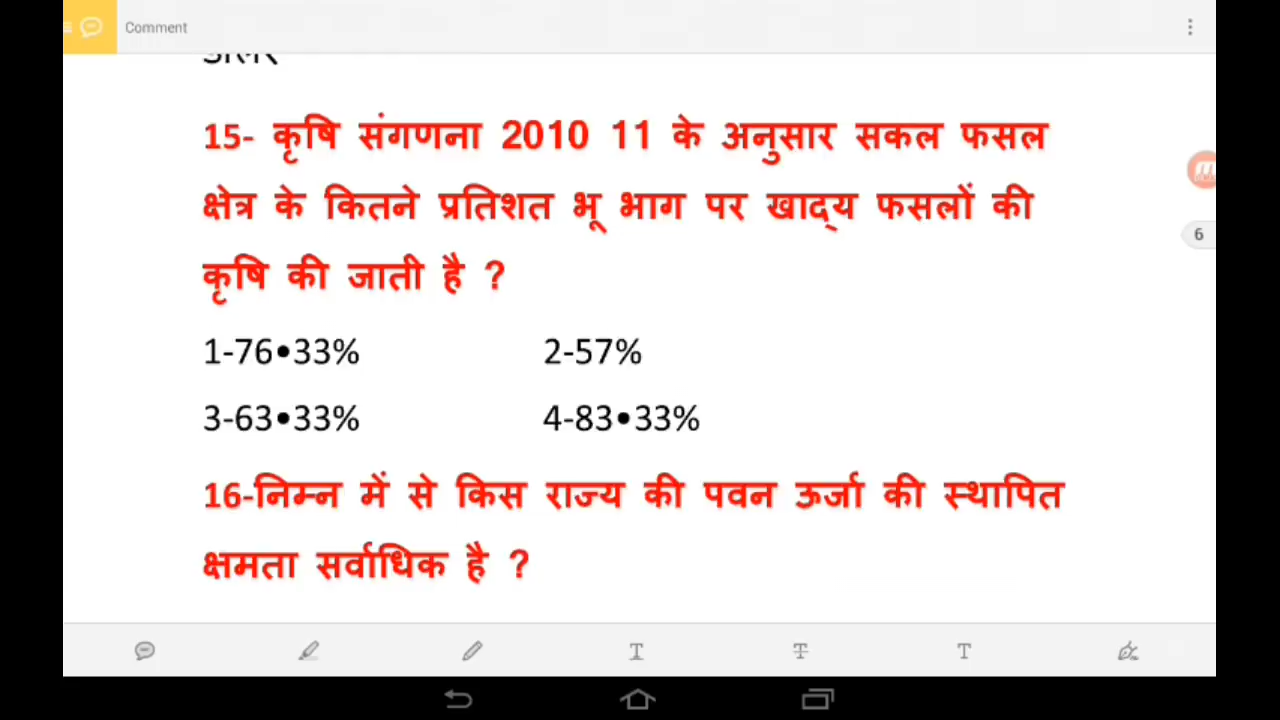 Comment
15- कृषि संगणना 2010 11 के अनुसार सकल फसल
क्षेत्र के कितने प्रतिशत भू भाग पर खाद्य फसलों की
कृषि की जाती है ?
1-76•33% 2-57%
3-63•33% 4-83•33%
16-निम्न में से किस राज्य की पवन ऊर्जा की स्थापित
क्षमता सर्वाधिक है ?
6